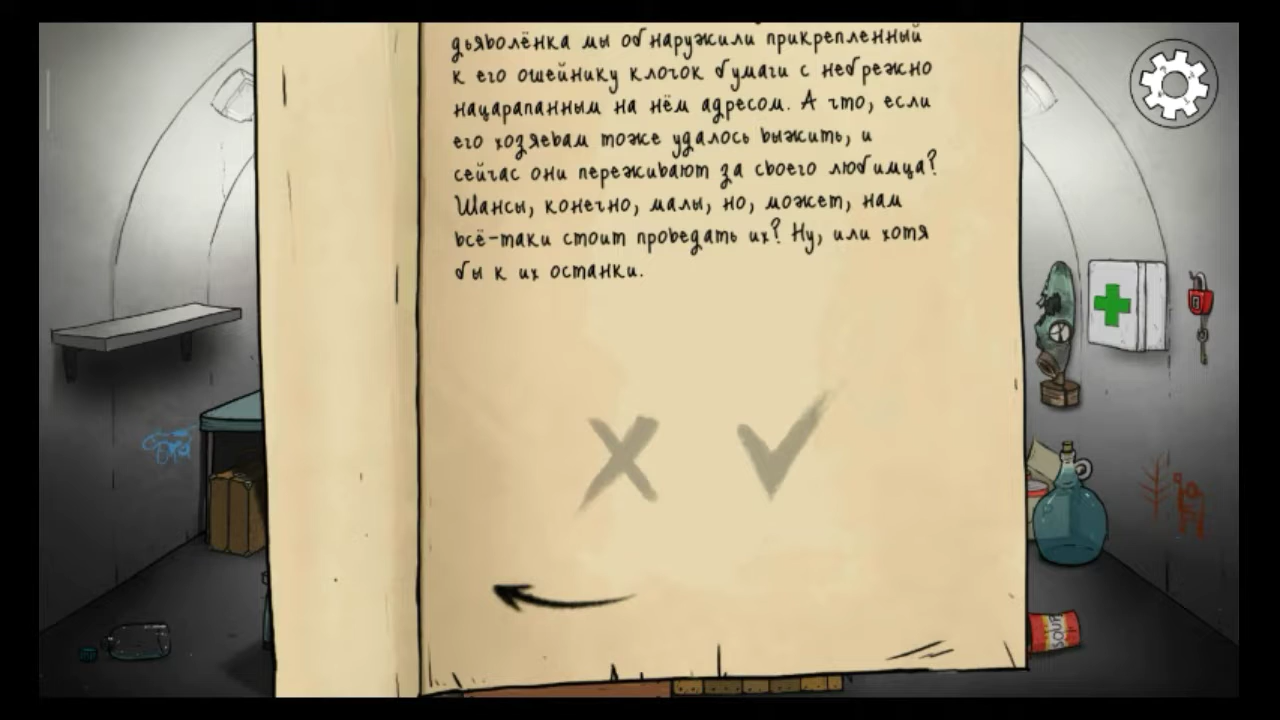 дьяволёнка мы обнаружили прикрепленный
к его ошейнику клочок бумаги с небрежно
нацарапанным на нём адресом. А что, если
его хозяевам тоже удалось выжить, и
сейчас они переживают за своего любимца?
Шансы, конечно, малы, но, может, нам
всё-таки стоит проведать их? Ну, или хотя
бы к их останки.
SOUP